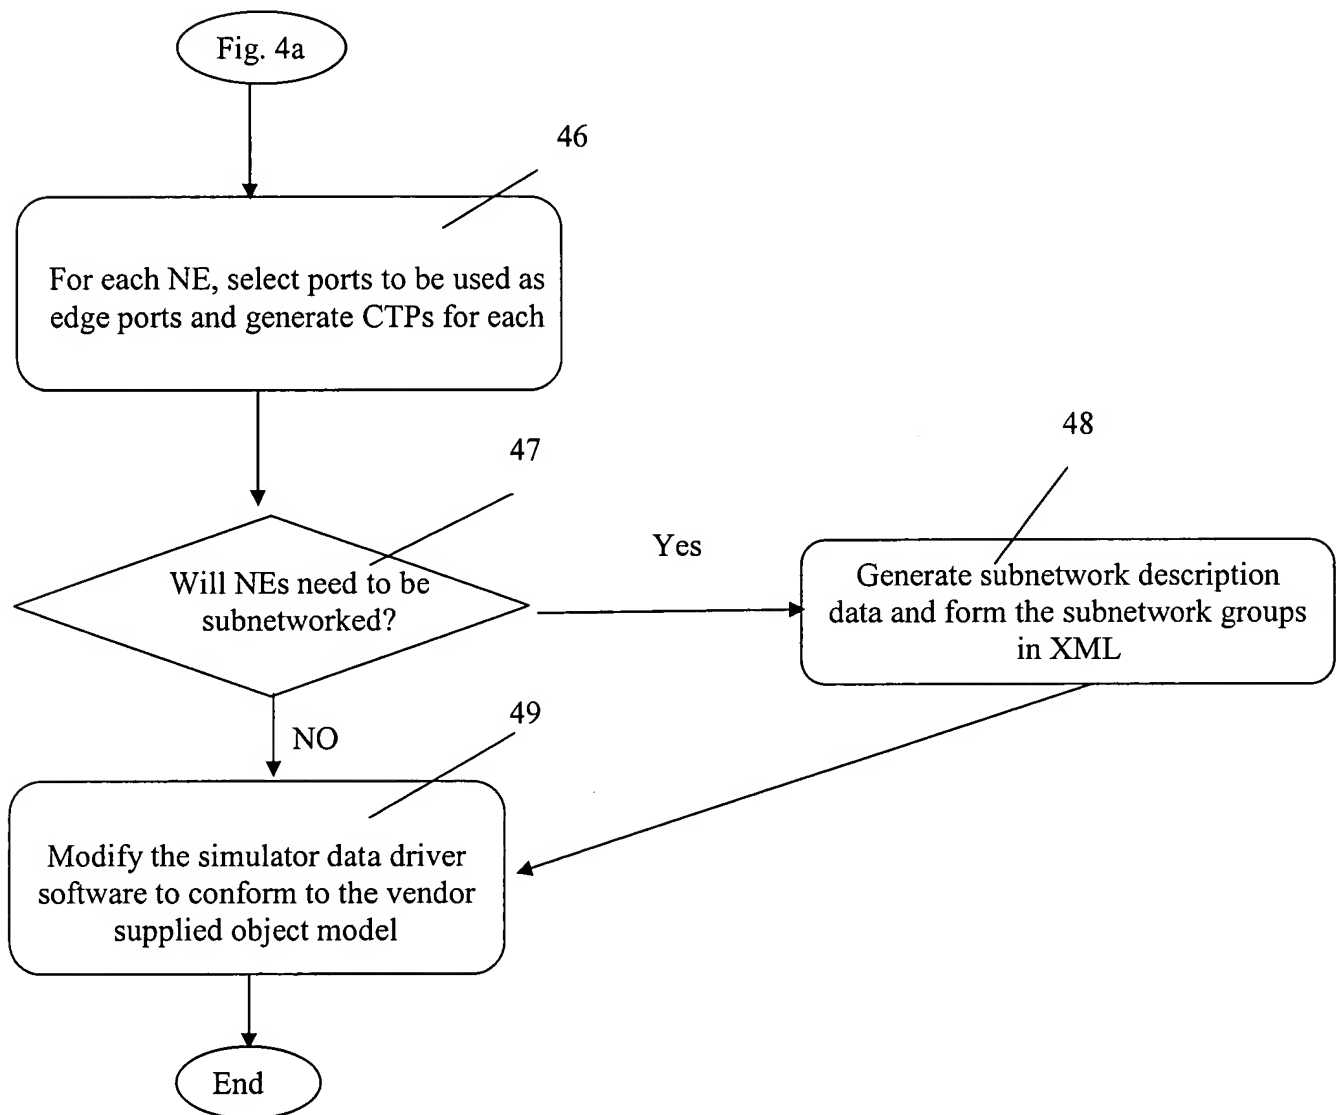 Fig. 4a
46
For each NE, select ports to be used as
edge ports and generate CTPs for each
47
Will NEs need to be
subnetworked?
Yes
48
Generate subnetwork description
data and form the subnetwork groups
in XML
NO
49
Modify the simulator data driver
software to conform to the vendor
supplied object model
End